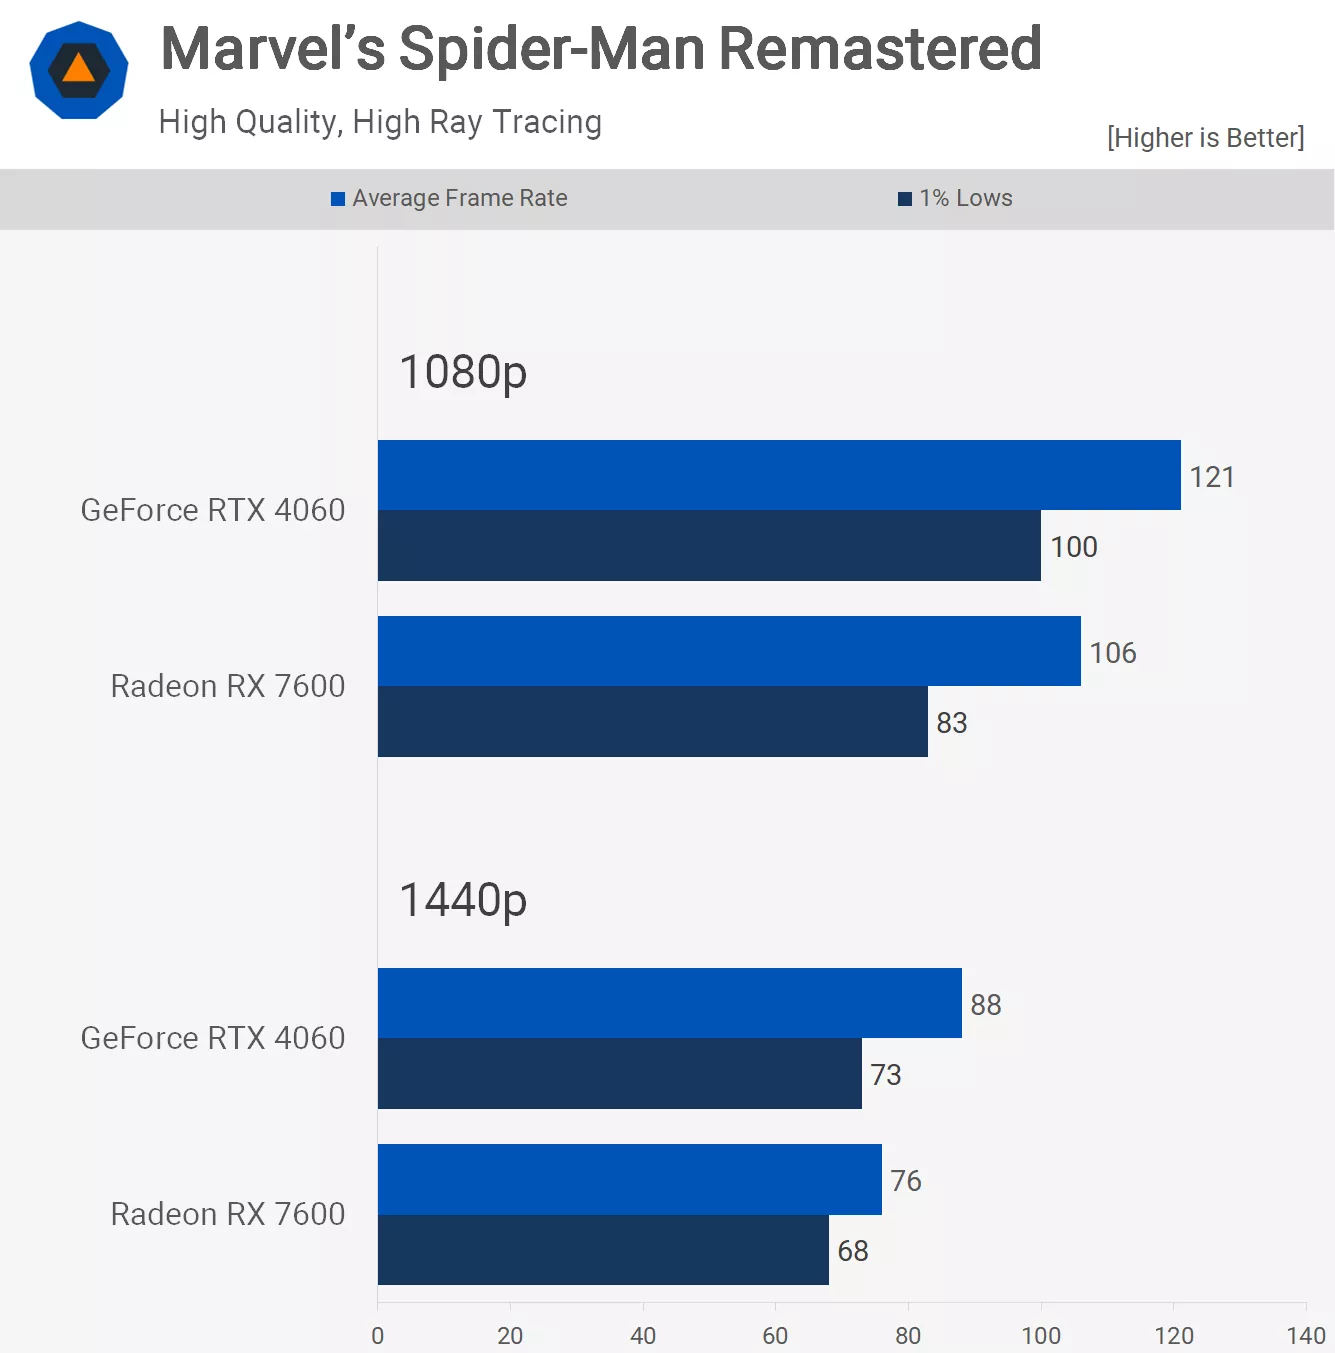 Marvel’s Spider-Man Remastered
High Quality, High Ray Tracing
[Higher is Better]
Average Frame Rate 1% Lows
1080p
GeForce RTX 4060
121
100
Radeon RX 7600
106
83
1440p
GeForce RTX 4060
88
73
Radeon RX 7600
76
68
0 20 40 60 80 100 120 140